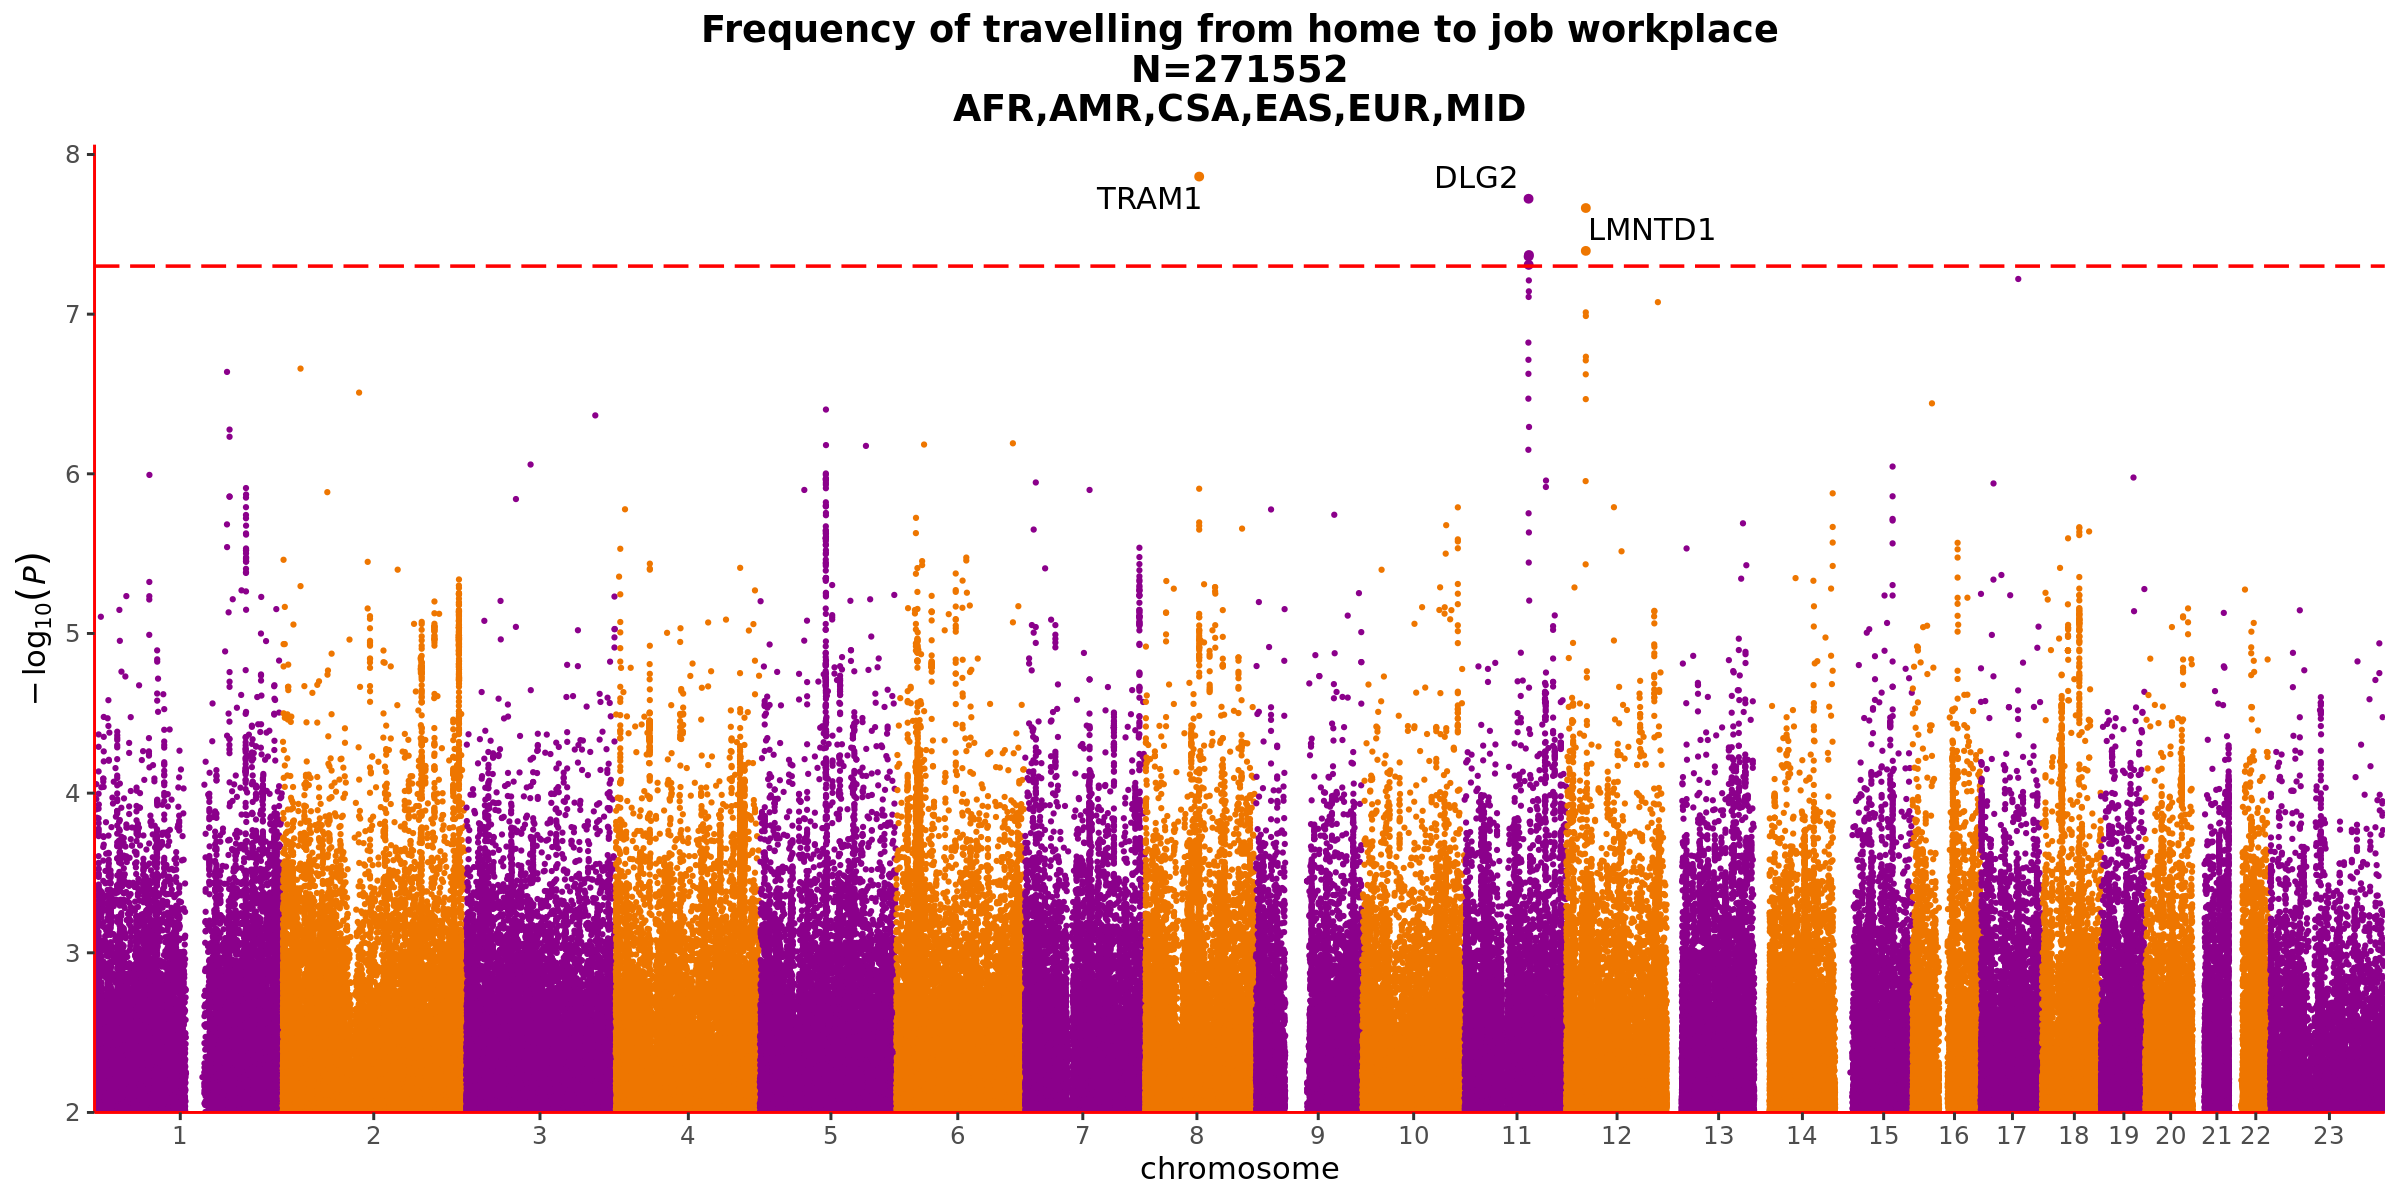 Frequency of travelling from home to job workplace
N=271552
AFR,AMR,CSA,EAS,EUR,MID
8
TRAM1
DLG2
LMNTD1
7
6
−log10(P)
5
4
3
2
1 2 3 4 5 6 7 8 9 10 11 12 13 14 15 16 17 18 19 20 21 22 23
chromosome